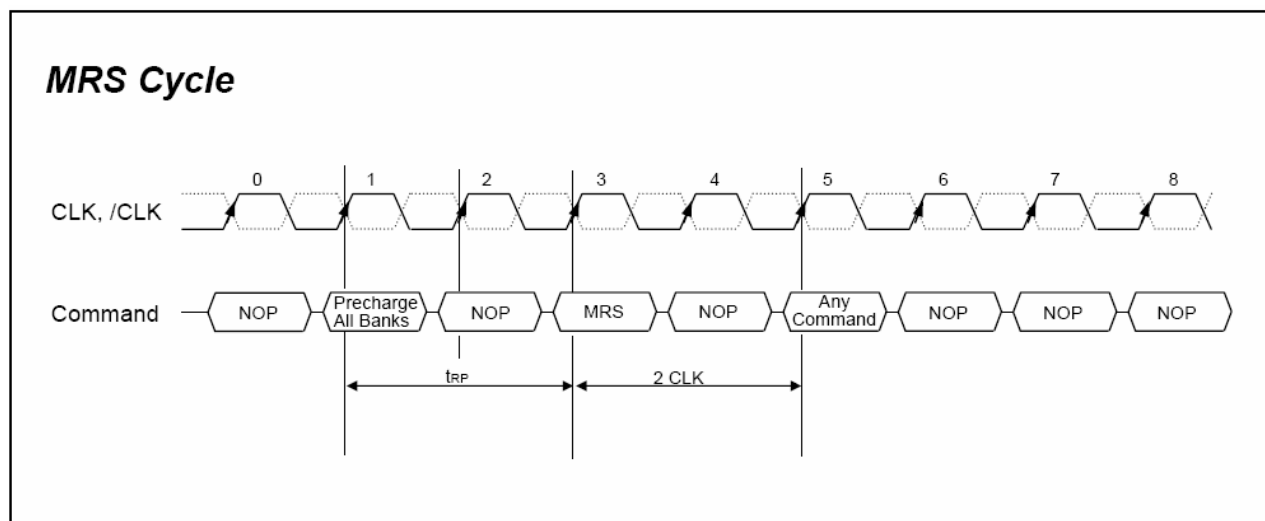 MRS Cycle
0 1 2 3 4 5 6 7 8
CLK, /CLK
Command
NOP
Precharge
All Banks
NOP
MRS
NOP
Any
Command
NOP
NOP
NOP
tRP
2 CLK